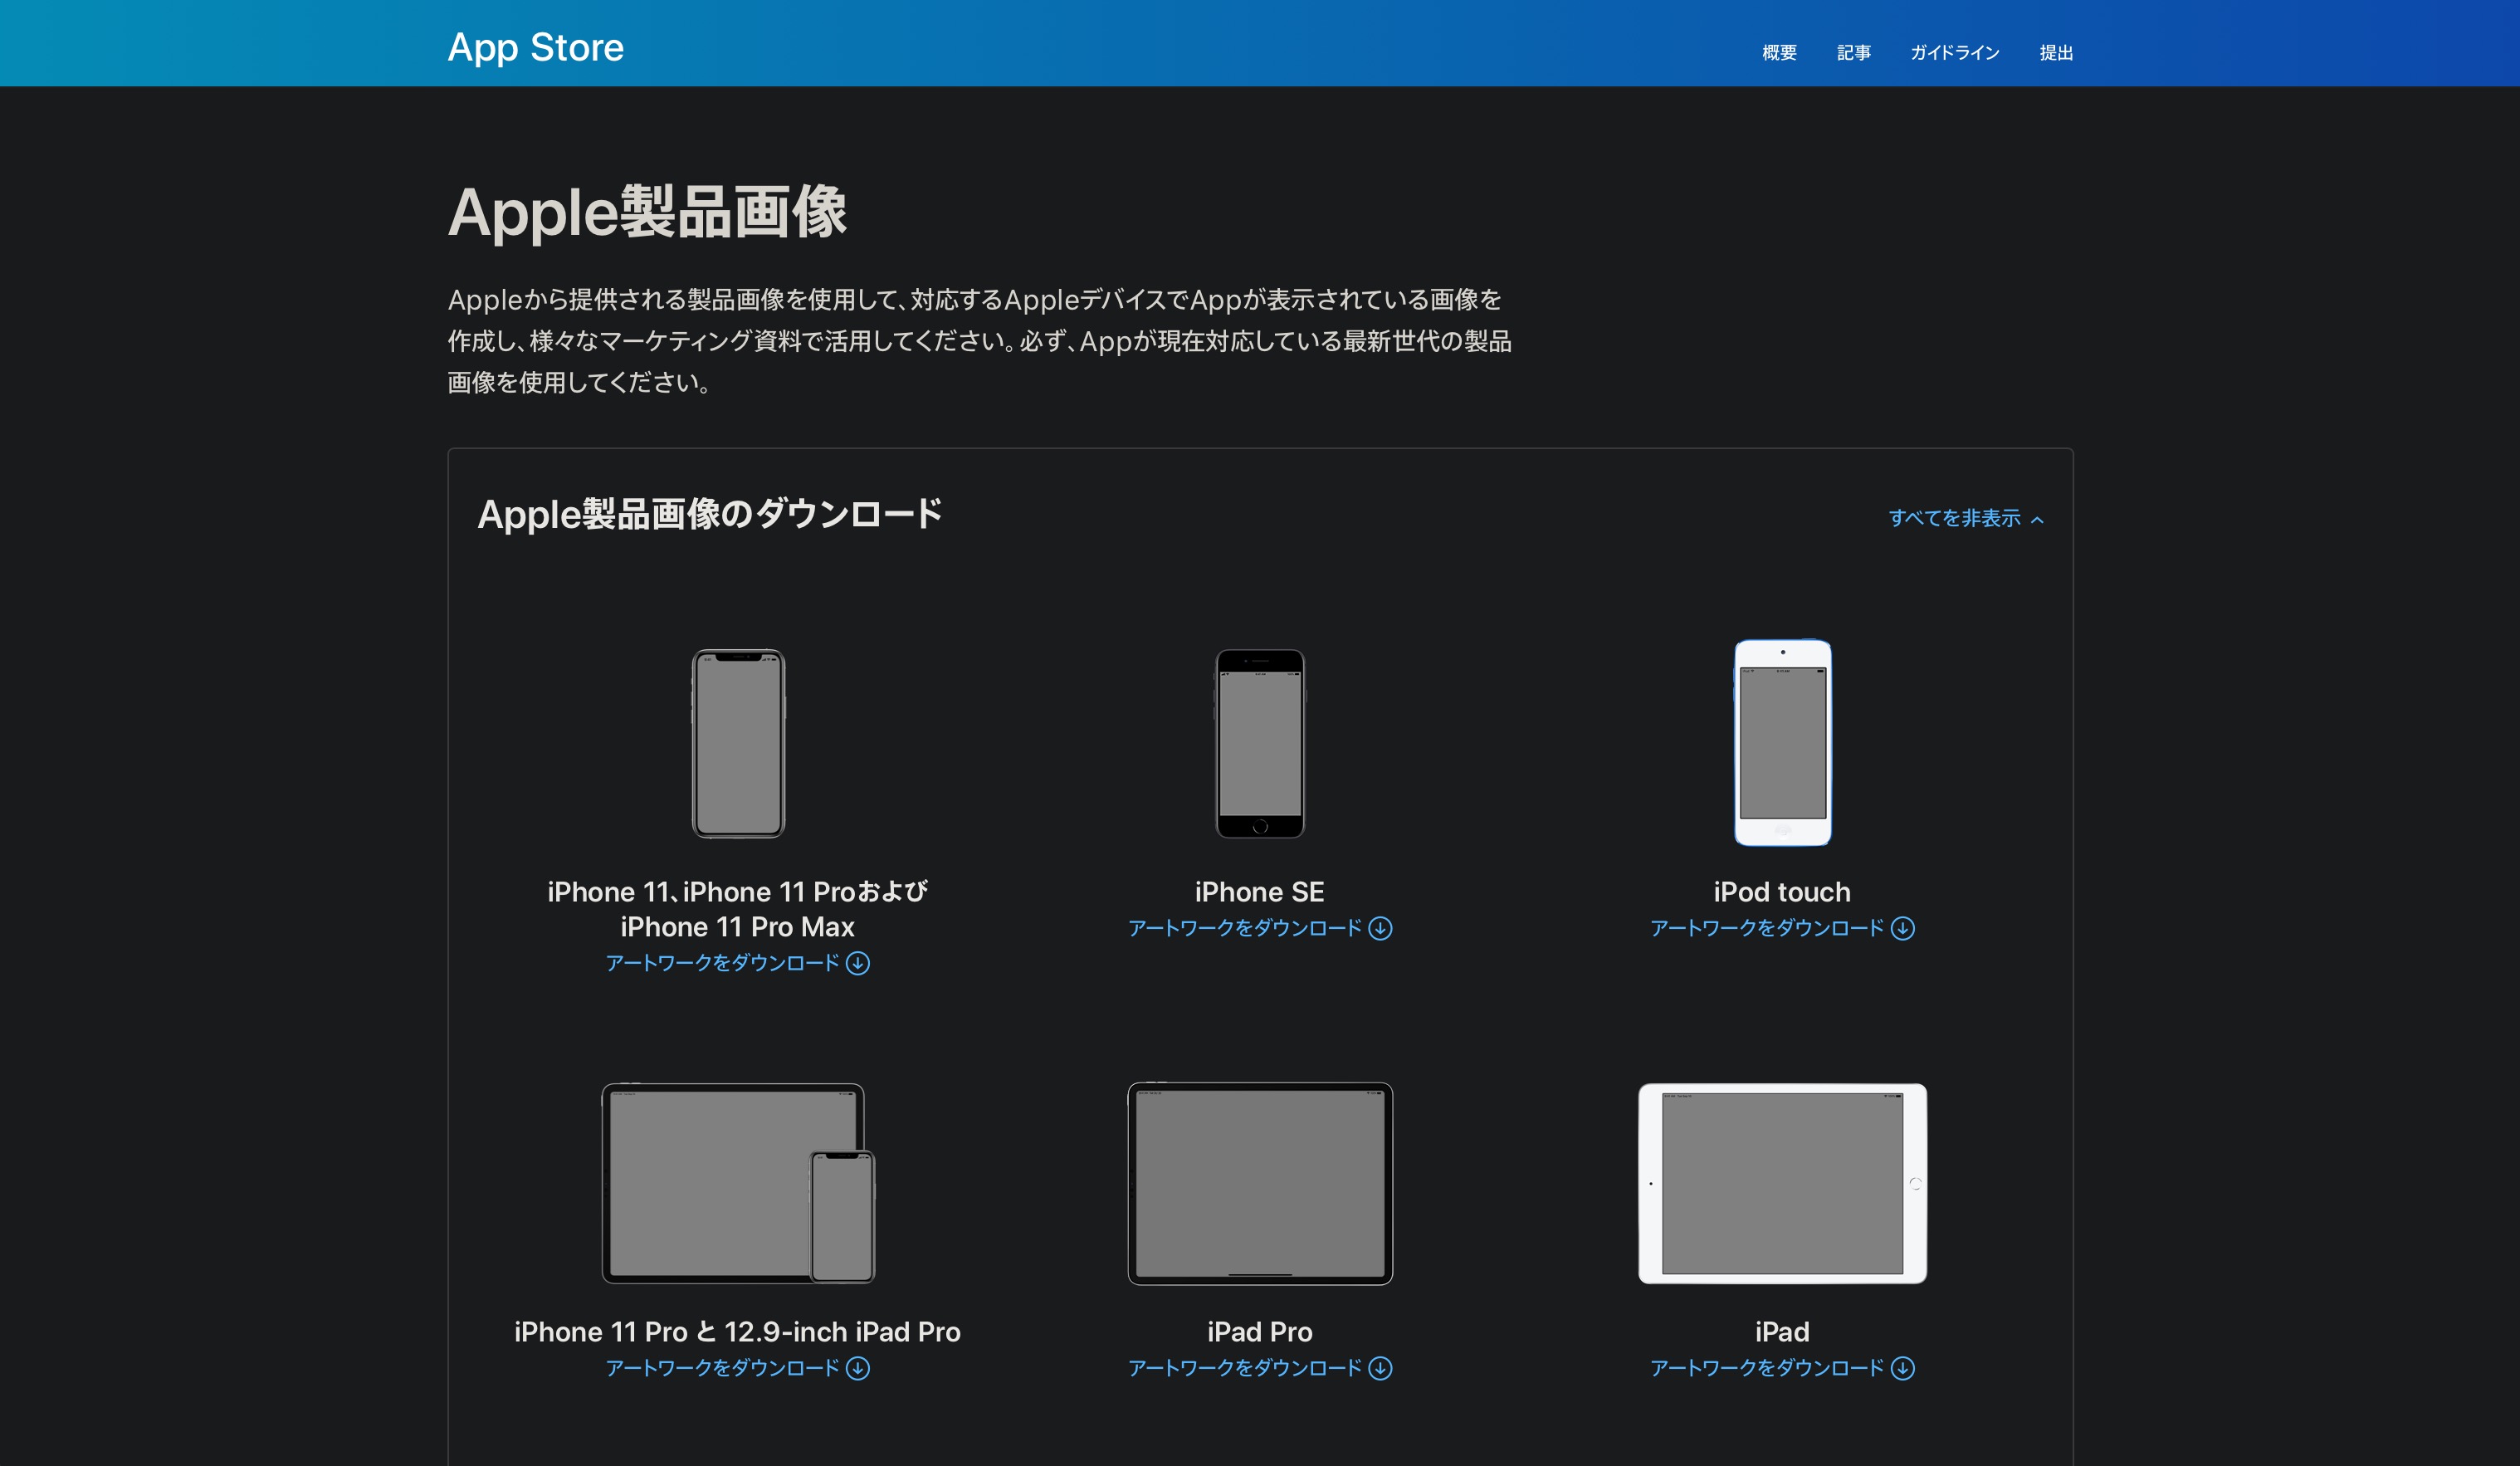 App Store
概要 記事 ガイドライン 提出
Apple製品画像
Appleから提供される製品画像を使用して、対応するAppleデバイスでAppが表示されている画像を
作成し、様々なマーケティング資料で活用してください。必ず、Appが現在対応している最新世代の製品
画像を使用してください。
Apple製品画像のダウンロード
すべてを非表示
iPhone 11、iPhone 11 Proおよび
iPhone 11 Pro Max
アートワークをダウンロード
iPhone SE
アートワークをダウンロード
iPod touch
アートワークをダウンロード
iPhone 11 Pro と 12.9-inch iPad Pro
アートワークをダウンロード
iPad Pro
アートワークをダウンロード
iPad
アートワークをダウンロード